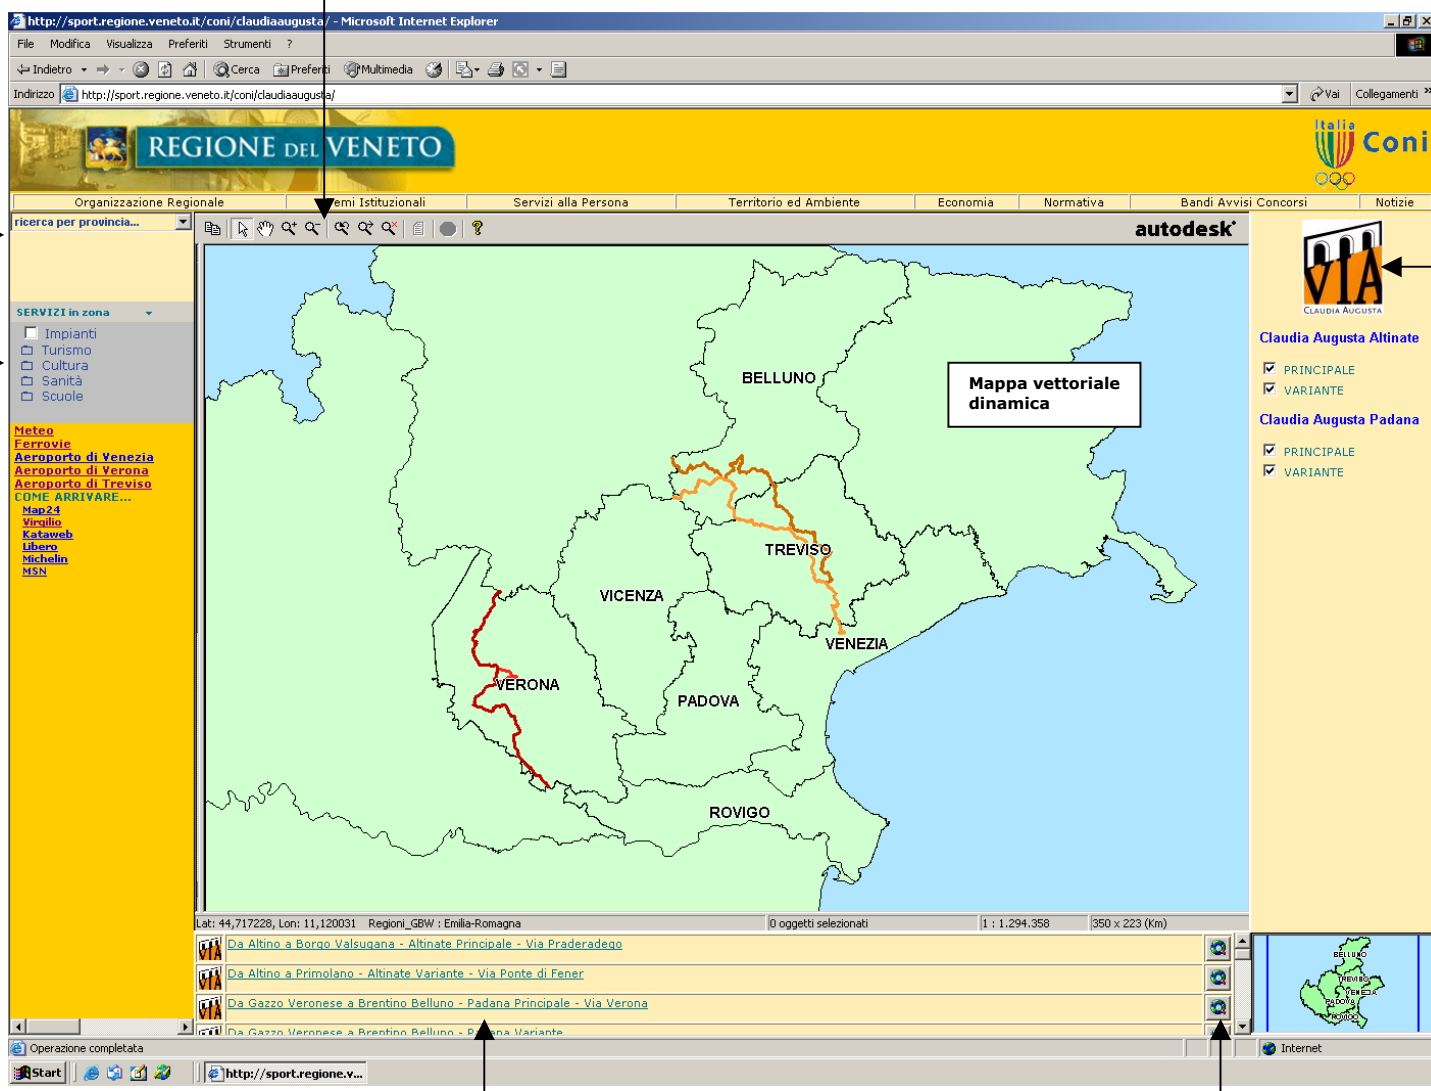 http://sport.regione.veneto.it/coni/claudiaaugusta/ - Microsoft Internet Explorer
File Modifica Visualizza Preferiti Strumenti ?
Indietro Cerca Preferiti Multimedia
Indirizzo http://sport.regione.veneto.it/coni/claudiaaugusta/ Vai Collegamenti »
REGIONE DEL VENETO
Italia
Coni
Organizzazione Regionale emi Istituzionali Servizi alla Persona Territorio ed Ambiente Economia Normativa Bandi Avvisi Concorsi Notizie
ricerca per provincia...
autodesk
SERVIZI in zona
Impianti
Turismo
Cultura
Sanità
Scuole
Meteo
Ferrovie
Aeroporto di Venezia
Aeroporto di Verona
Aeroporto di Treviso
COME ARRIVARE...
Map24
Virgilio
Kataweb
Libero
Michelin
MSN
BELLUNO
Mappa vettoriale
dinamica
TREVISO
VICENZA
VENEZIA
VERONA
PADOVA
ROVIGO
VIA
CLAUDIA AUGUSTA
Claudia Augusta Altinate
PRINCIPALE
VARIANTE
Claudia Augusta Padana
PRINCIPALE
VARIANTE
Lat: 44,717228, Lon: 11,120031 Regioni_GBW : Emilia-Romagna 0 oggetti selezionati 1 : 1.294.358 350 x 223 (Km)
VIA Da Altino a Borgo Valsugana - Altinate Principale - Via Praderadego
VIA Da Altino a Primolano - Altinate Variante - Via Ponte di Fener
VIA Da Gazzo Veronese a Brentino Belluno - Padana Principale - Via Verona
Da Gazzo Veronese a Brentino Belluno - Padana Variante
BELLUNO
TREVISO
VENEZIA
PADOVA
ROVIGO
Operazione completata Internet
Start http://sport.regione.v...